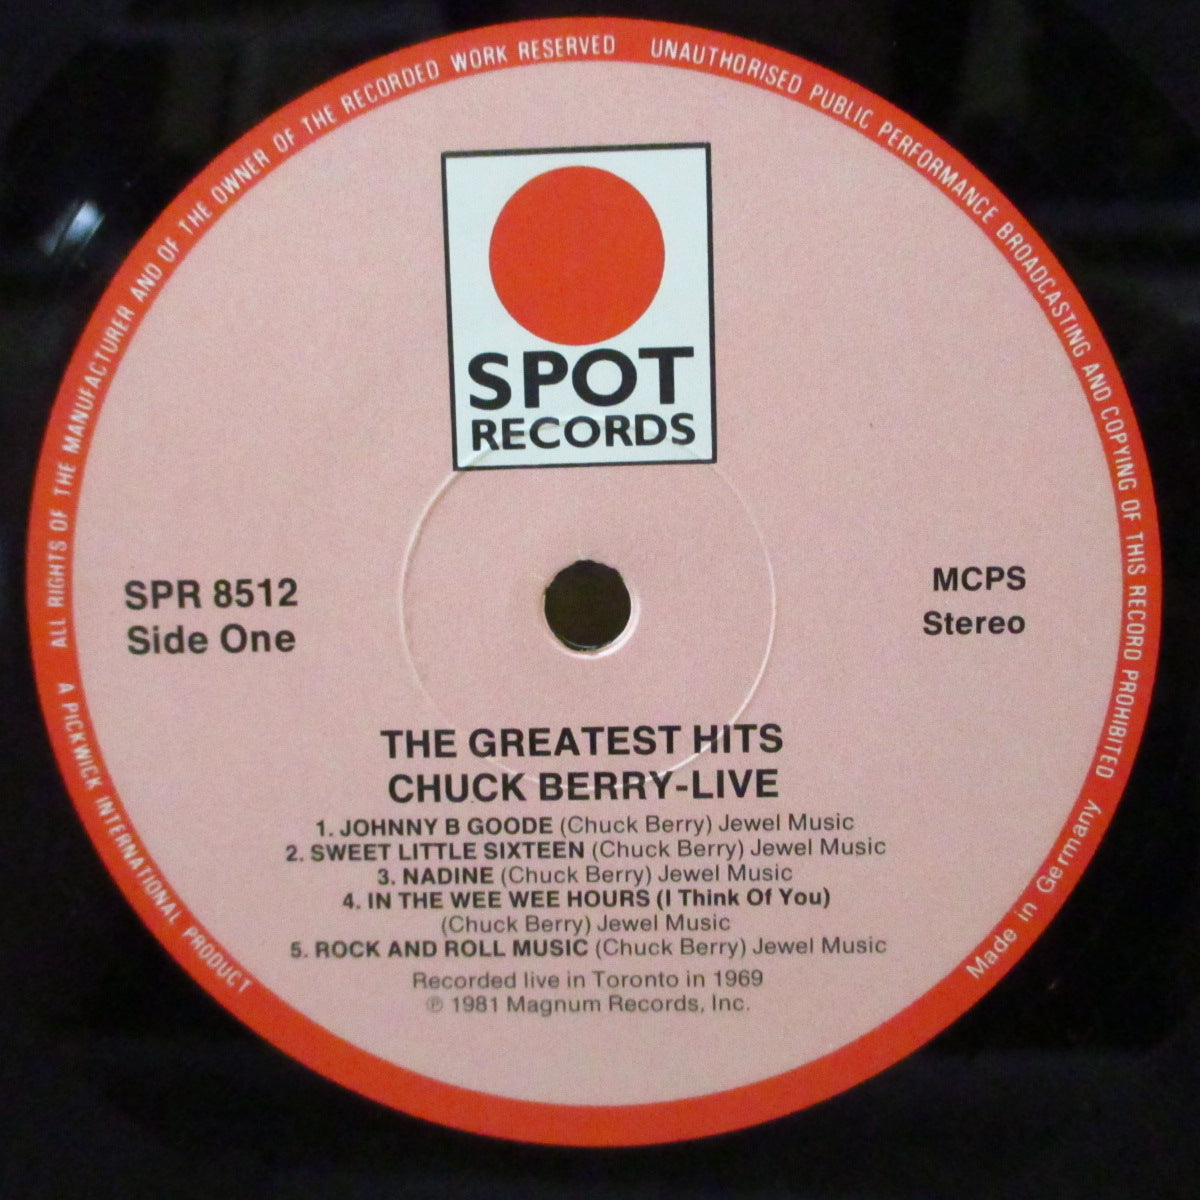 ALL RIGHTS OF THE MANUFACTURER AND OF THE OWNER OF THE RECORDED WORK RESERVED UNAUTHORISED PUBLIC PERFORMANCE BROADCASTING AND COPYING OF THIS RECORD PROHIBITED
SPOT
RECORDS
SPR 8512
Side One
MCPS
Stereo
THE GREATEST HITS
CHUCK BERRY-LIVE
1. JOHNNY B GOODE (Chuck Berry) Jewel Music
2. SWEET LITTLE SIXTEEN (Chuck Berry) Jewel Music
3. NADINE (Chuck Berry) Jewel Music
4. IN THE WEE WEE HOURS (I Think Of You)
(Chuck Berry) Jewel Music
5. ROCK AND ROLL MUSIC (Chuck Berry) Jewel Music
Recorded live in Toronto in 1969
℗ 1981 Magnum Records, Inc.
A PICKWICK INTERNATIONAL PRODUCT
Made in Germany